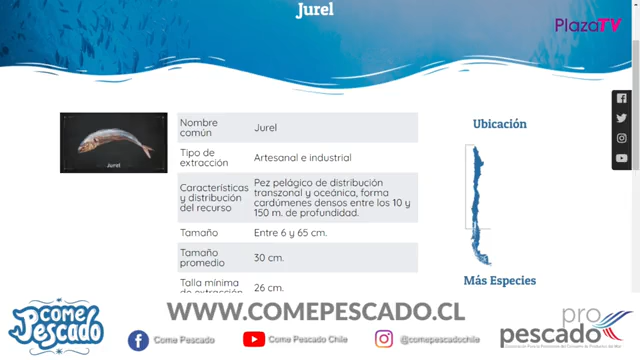 Jurel
PlazaTV
Jurel
Nombre
común
Jurel
Tipo de
extracción
Artesanal e industrial
Características
y distribución
del recurso
Pez pelágico de distribución
transzonal y oceánica, forma
cardúmenes densos entre los 10 y
150 m. de profundidad.
Tamaño
Entre 6 y 65 cm.
Tamaño
promedio
30 cm.
Talla mínima
de extracción
26 cm.
Ubicación
Más Especies
come
Pescado
WWW.COMEPESCADO.CL
Come Pescado
Come Pescado Chile
@comepescadochile
pro
pescado